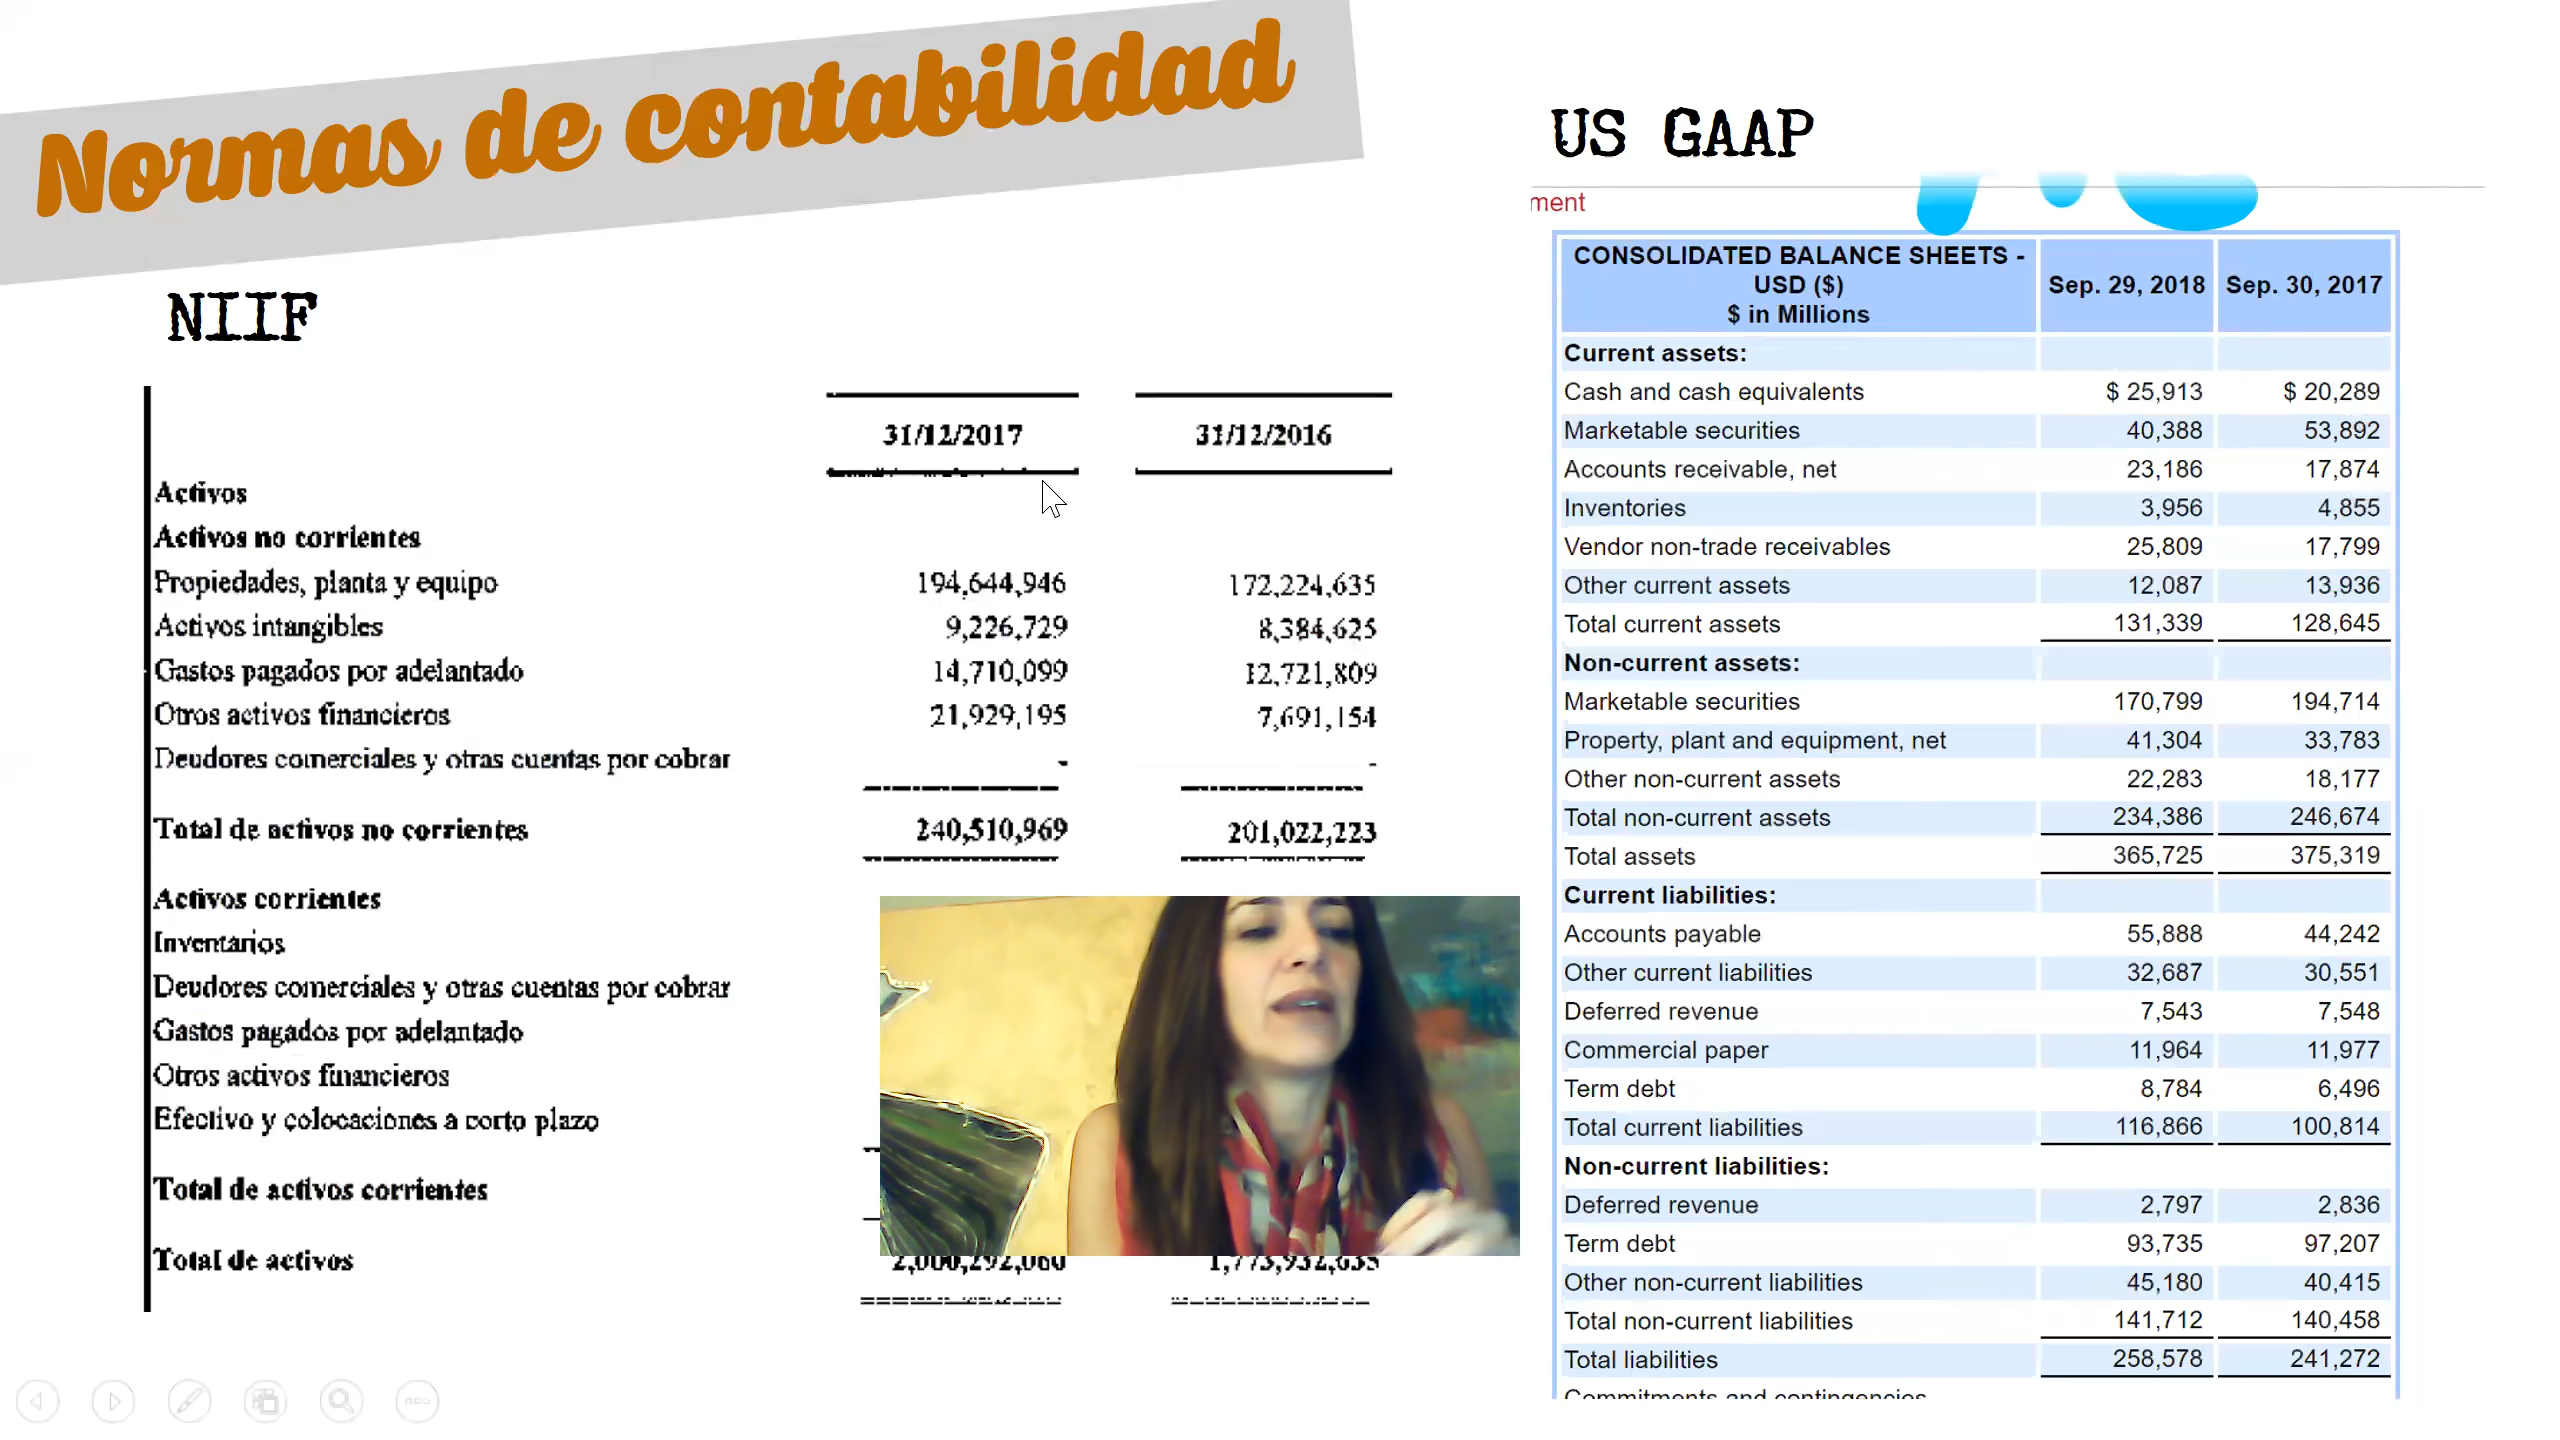 Normas de contabilidad
NIIF
31/12/2017 31/12/2016
Activos
Activos no corrientes
Propiedades, planta y equipo 194,644,946 172,224,635
Activos intangibles 9,226,729 8,384,625
Gastos pagados por adelantado 14,710,099 12,721,809
Otros activos financieros 21,929,195 7,691,154
Deudores comerciales y otras cuentas por cobrar - -
Total de activos no corrientes 240,510,969 201,022,223
Activos corrientes
Inventarios
Deudores comerciales y otras cuentas por cobrar
Gastos pagados por adelantado
Otros activos financieros
Efectivo y colocaciones a corto plazo
Total de activos corrientes
Total de activos
US GAAP
ment
CONSOLIDATED BALANCE SHEETS -
USD ($)
$ in Millions
Sep. 29, 2018 Sep. 30, 2017
Current assets:
Cash and cash equivalents $ 25,913 $ 20,289
Marketable securities 40,388 53,892
Accounts receivable, net 23,186 17,874
Inventories 3,956 4,855
Vendor non-trade receivables 25,809 17,799
Other current assets 12,087 13,936
Total current assets 131,339 128,645
Non-current assets:
Marketable securities 170,799 194,714
Property, plant and equipment, net 41,304 33,783
Other non-current assets 22,283 18,177
Total non-current assets 234,386 246,674
Total assets 365,725 375,319
Current liabilities:
Accounts payable 55,888 44,242
Other current liabilities 32,687 30,551
Deferred revenue 7,543 7,548
Commercial paper 11,964 11,977
Term debt 8,784 6,496
Total current liabilities 116,866 100,814
Non-current liabilities:
Deferred revenue 2,797 2,836
Term debt 93,735 97,207
Other non-current liabilities 45,180 40,415
Total non-current liabilities 141,712 140,458
Total liabilities 258,578 241,272
Commitments and contingencies